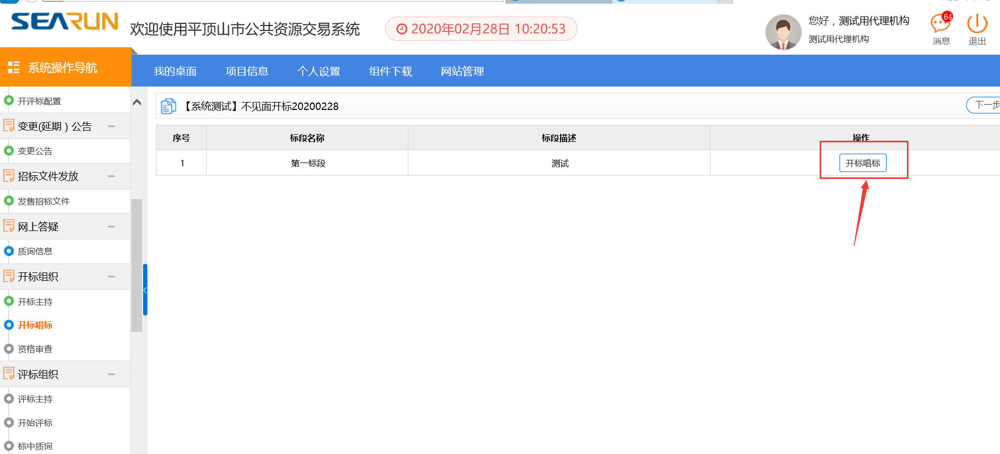 SEARUN
欢迎使用平顶山市公共资源交易系统
2020年02月28日 10:20:53
您好，测试用代理机构
测试用代理机构
64
消息
退出
系统操作导航
我的桌面
项目信息
个人设置
组件下载
网站管理
开评标配置
变更(延期）公告
变更公告
招标文件发放
发售招标文件
网上答疑
质询信息
开标组织
开标主持
开标唱标
资格审查
评标组织
评标主持
开始评标
标中质询
【系统测试】不见面开标20200228
下一步
序号 标段名称 标段描述 操作
1 第一标段 测试 开标唱标